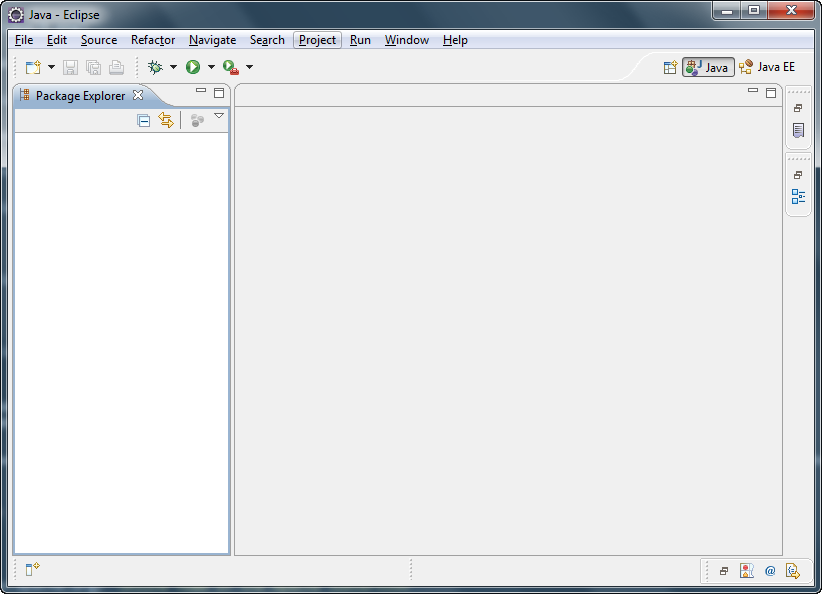 Java - Eclipse
File Edit Source Refactor Navigate Search Project Run Window Help
Java Java EE
Package Explorer